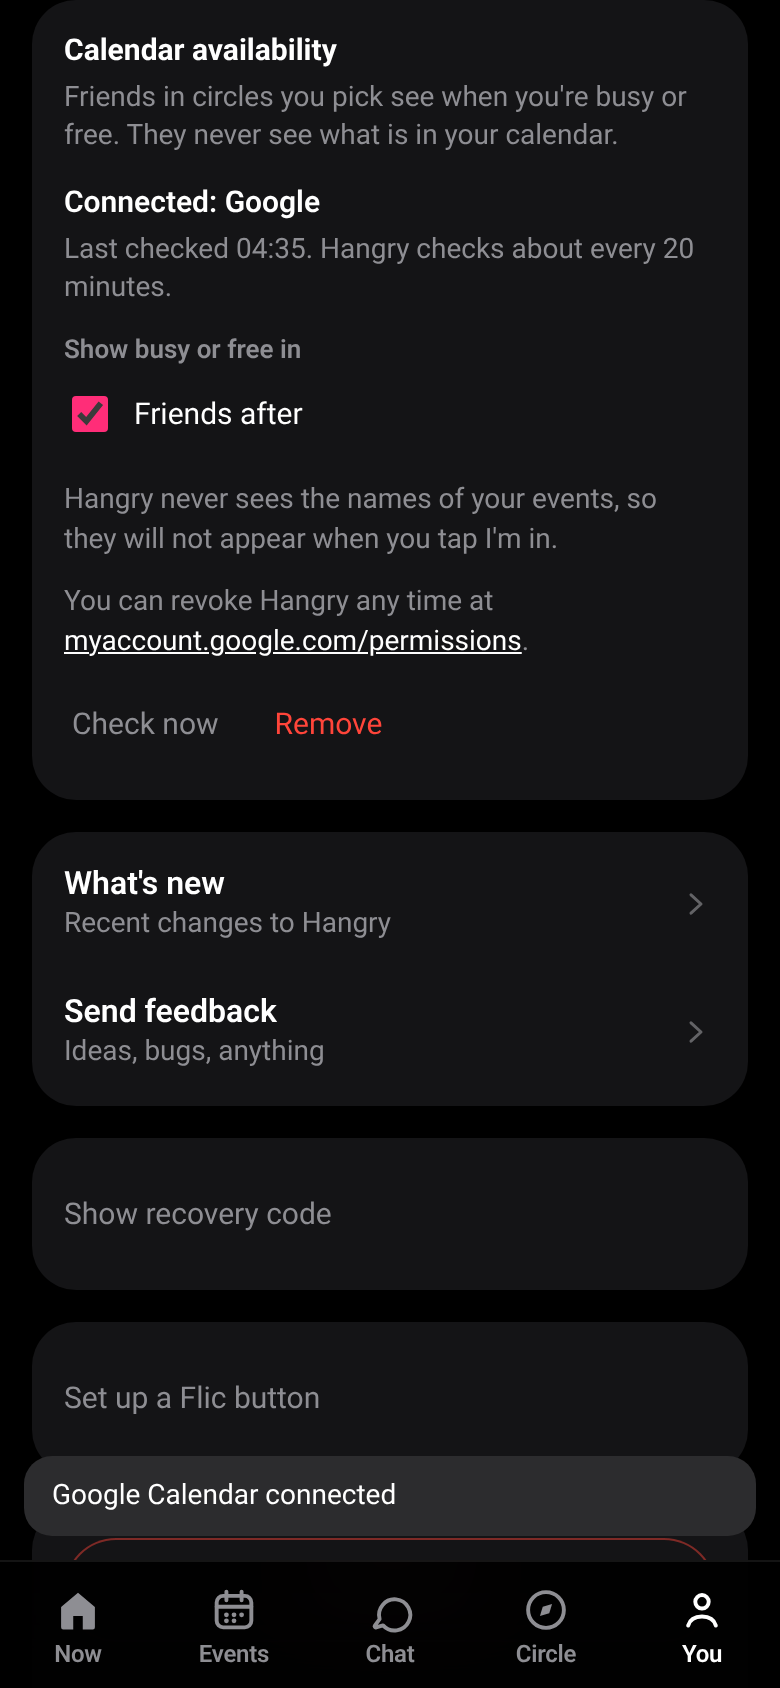 Calendar availability
Friends in circles you pick see when you're busy or
free. They never see what is in your calendar.
Connected: Google
Last checked 04:35. Hangry checks about every 20
minutes.
Show busy or free in
Friends after
Hangry never sees the names of your events, so
they will not appear when you tap I'm in.
You can revoke Hangry any time at
myaccount.google.com/permissions.
Check now Remove
What's new
Recent changes to Hangry
Send feedback
Ideas, bugs, anything
Show recovery code
Set up a Flic button
Google Calendar connected
Now Events Chat Circle You